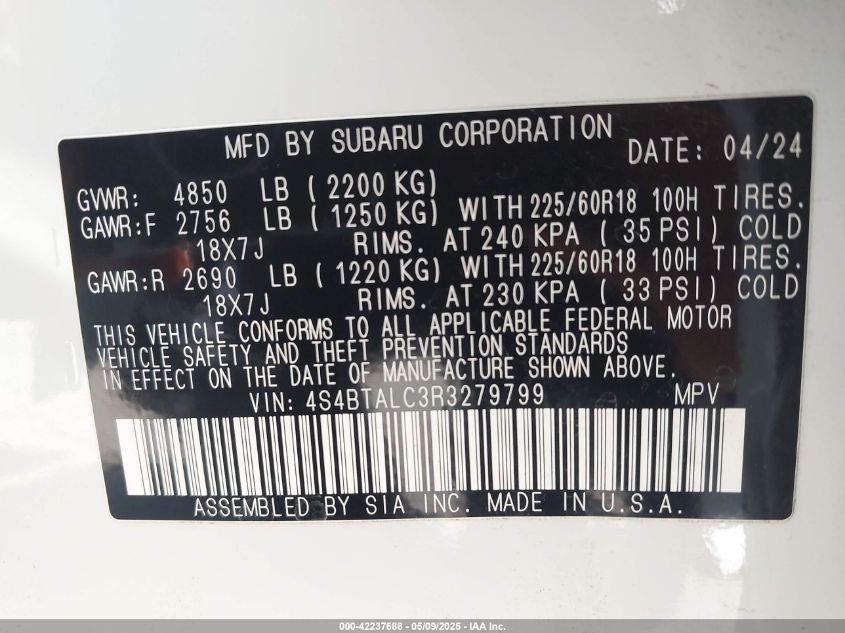 MFD BY SUBARU CORPORATION DATE: 04/24
GVWR: 4850 LB ( 2200 KG)
GAWR:F 2756 LB ( 1250 KG) WITH 225/60R18 100H TIRES.
18X7J RIMS. AT 240 KPA ( 35 PSI) COLD
GAWR:R 2690 LB ( 1220 KG) WITH 225/60R18 100H TIRES.
18X7J RIMS. AT 230 KPA ( 33 PSI) COLD
THIS VEHICLE CONFORMS TO ALL APPLICABLE FEDERAL MOTOR
VEHICLE SAFETY AND THEFT PREVENTION STANDARDS
IN EFFECT ON THE DATE OF MANUFACTURE SHOWN ABOVE.
VIN: 4S4BTALC3R3279799 MPV
ASSEMBLED BY SIA INC. MADE IN U.S.A.
000-42237688 - 05/09/2025 - IAA Inc.